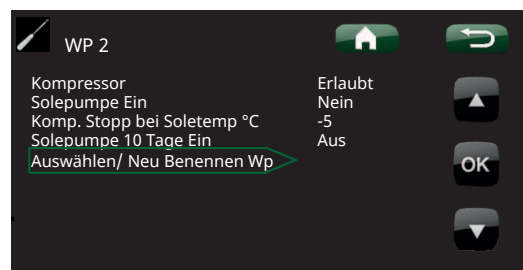 WP 2
Kompressor Erlaubt
Solepumpe Ein Nein
Komp. Stopp bei Soletemp °C -5
Solepumpe 10 Tage Ein Aus
Auswählen/ Neu Benennen Wp
OK